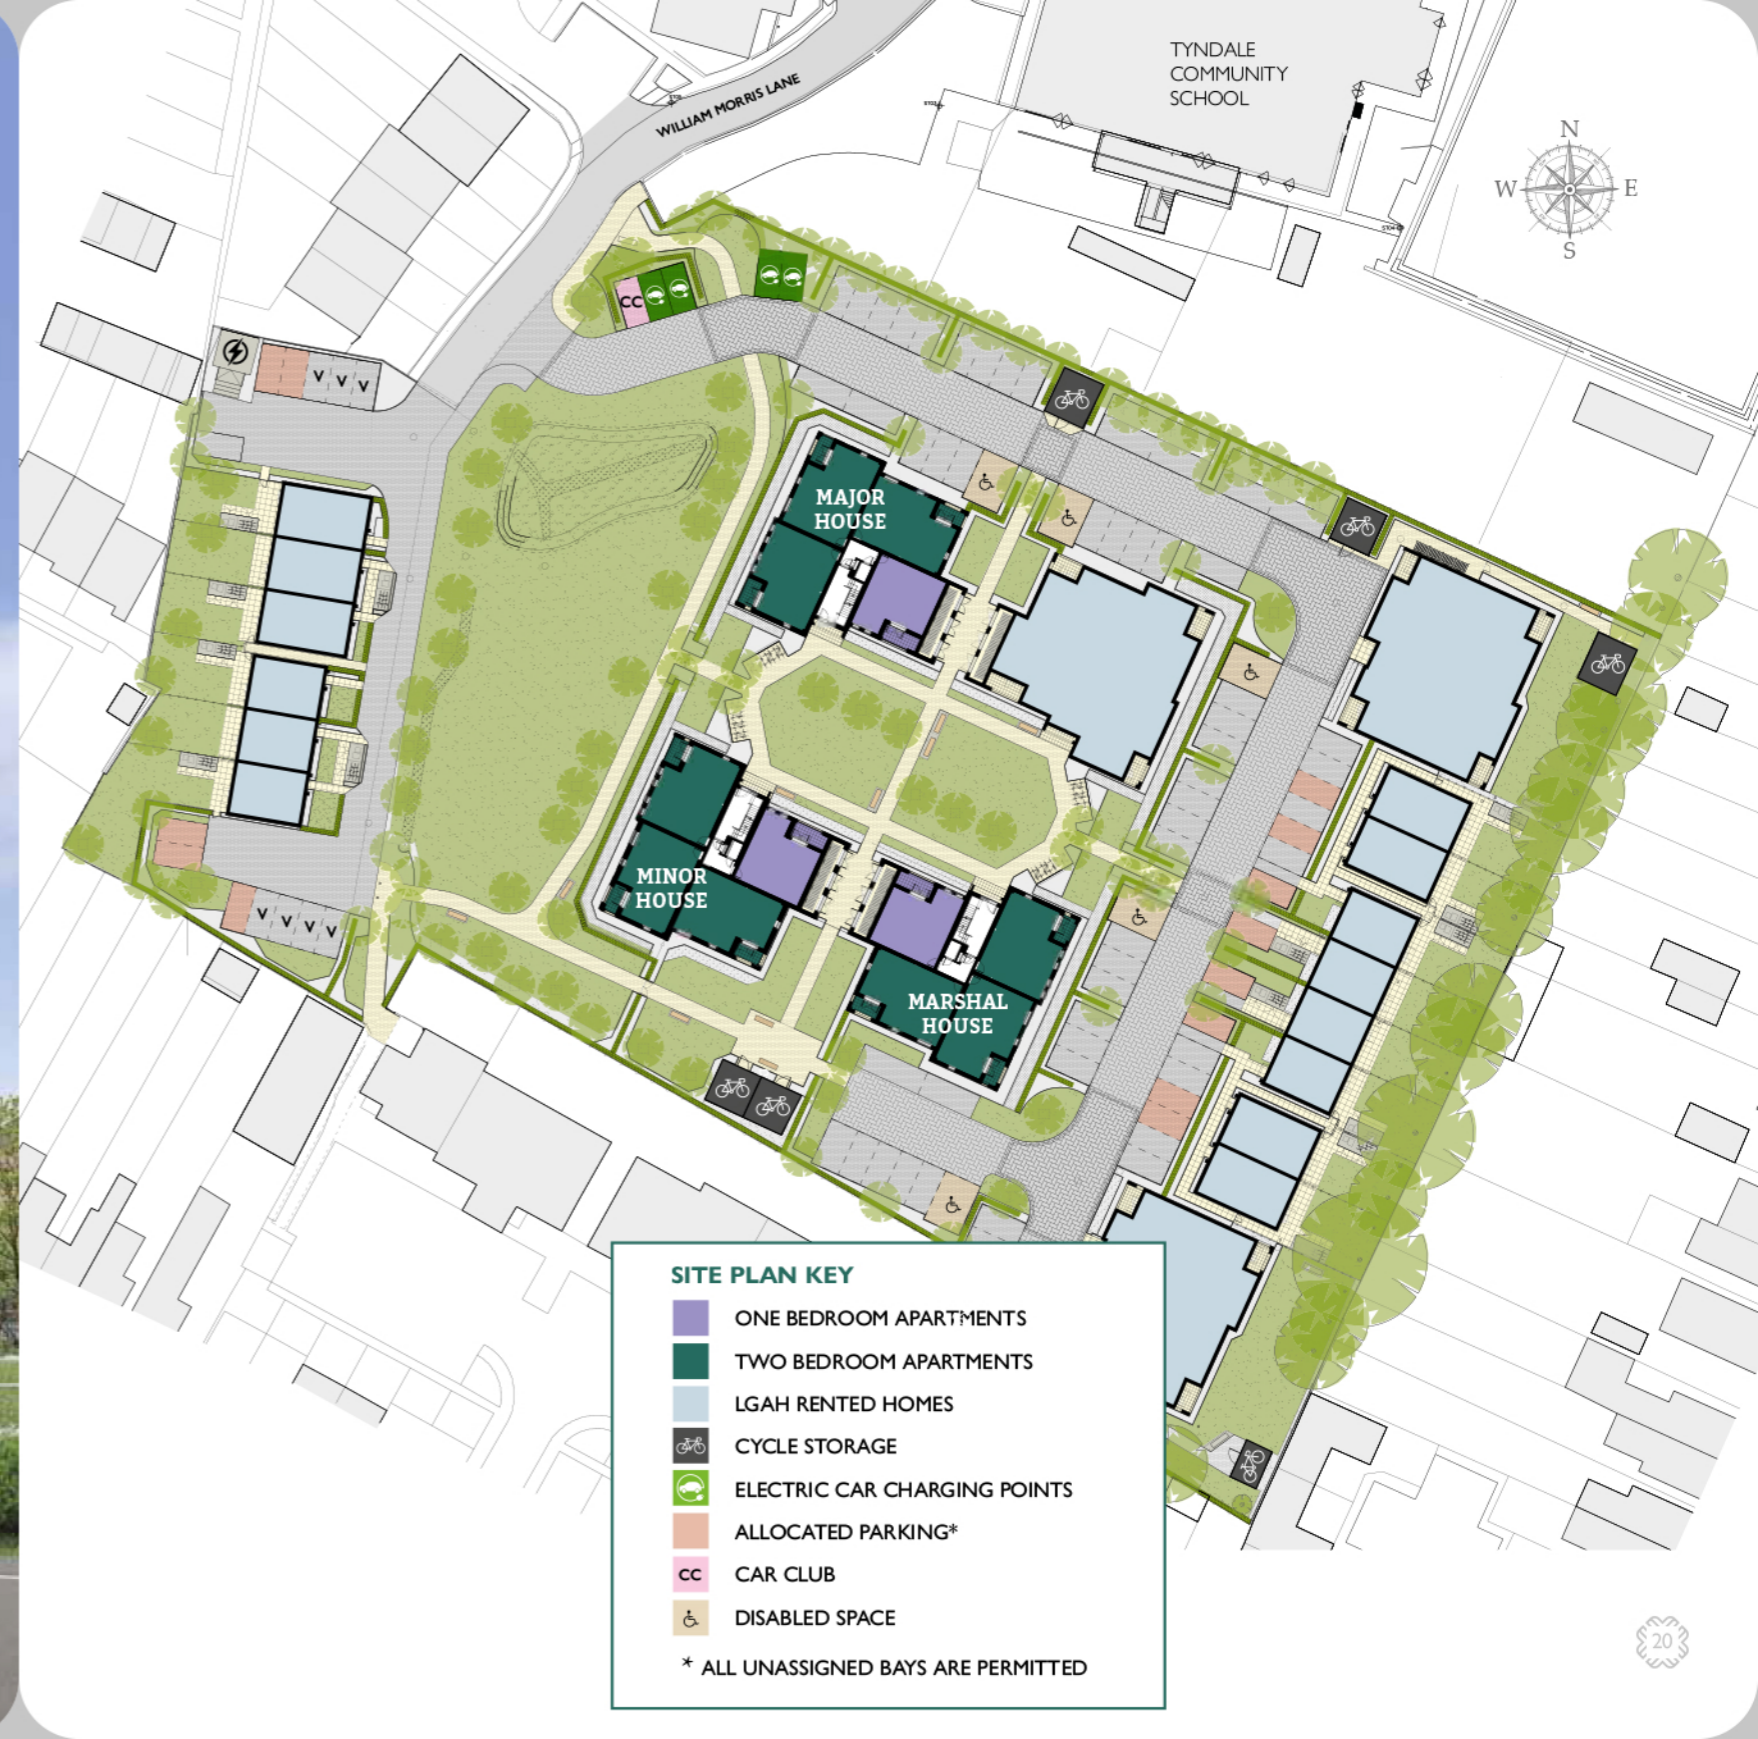 TYNDALE
COMMUNITY
SCHOOL
WILLIAM MORRIS LANE
N
W
E
S
CC
V V V
MAJOR
HOUSE
MINOR
HOUSE
V V V V
MARSHAL
HOUSE
SITE PLAN KEY
ONE BEDROOM APARTMENTS
TWO BEDROOM APARTMENTS
LGAH RENTED HOMES
CYCLE STORAGE
ELECTRIC CAR CHARGING POINTS
ALLOCATED PARKING*
CC CAR CLUB
DISABLED SPACE
* ALL UNASSIGNED BAYS ARE PERMITTED
20